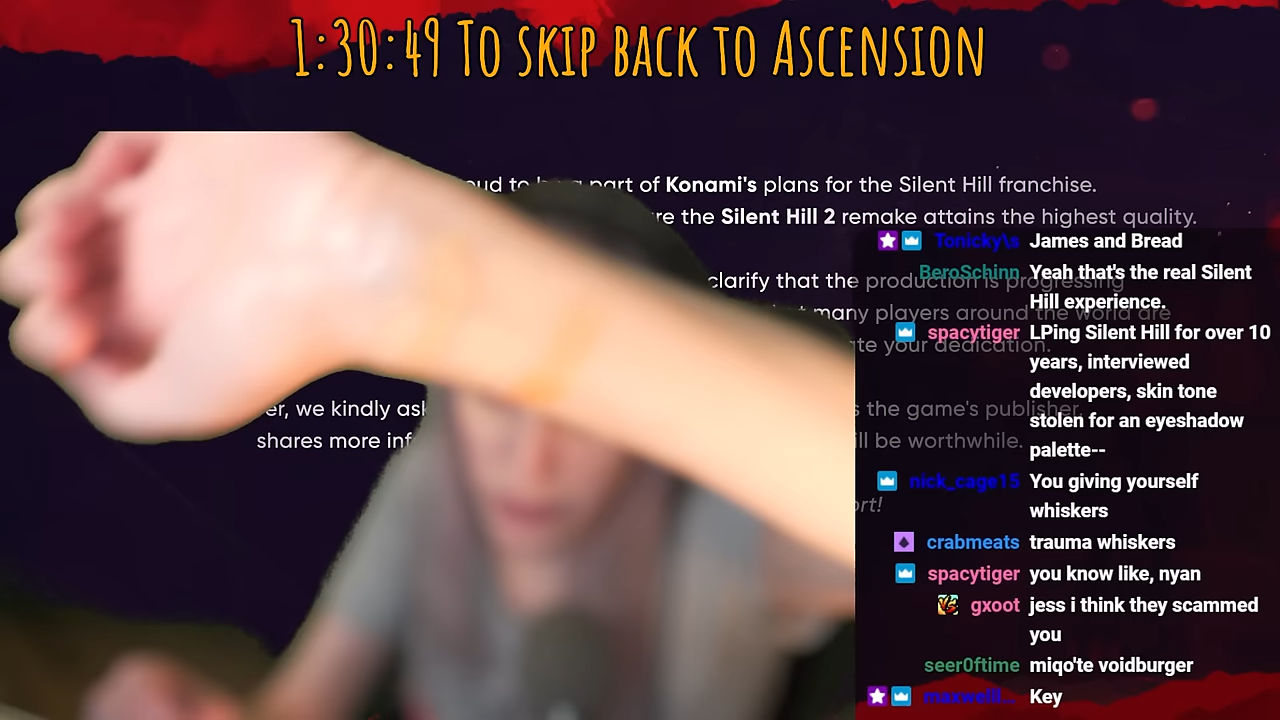 1:30:49 To skip back to Ascension
part of Konami's plans for the Silent Hill franchise.
the Silent Hill 2 remake attains the highest quality.
clarify that the production is progressing
many players around the world are
your dedication.
er, we kindly ask
the game's publisher
shares more inf
ll be worthwhile.
Tonicky\s James and Bread
BeroSchinn Yeah that's the real Silent
Hill experience.
spacytiger LPing Silent Hill for over 10
years, interviewed
developers, skin tone
stolen for an eyeshadow
palette--
nick_cage15 You giving yourself
whiskers
crabmeats trauma whiskers
spacytiger you know like, nyan
gxoot jess i think they scammed
you
seer0ftime miqo'te voidburger
maxwelll... Key